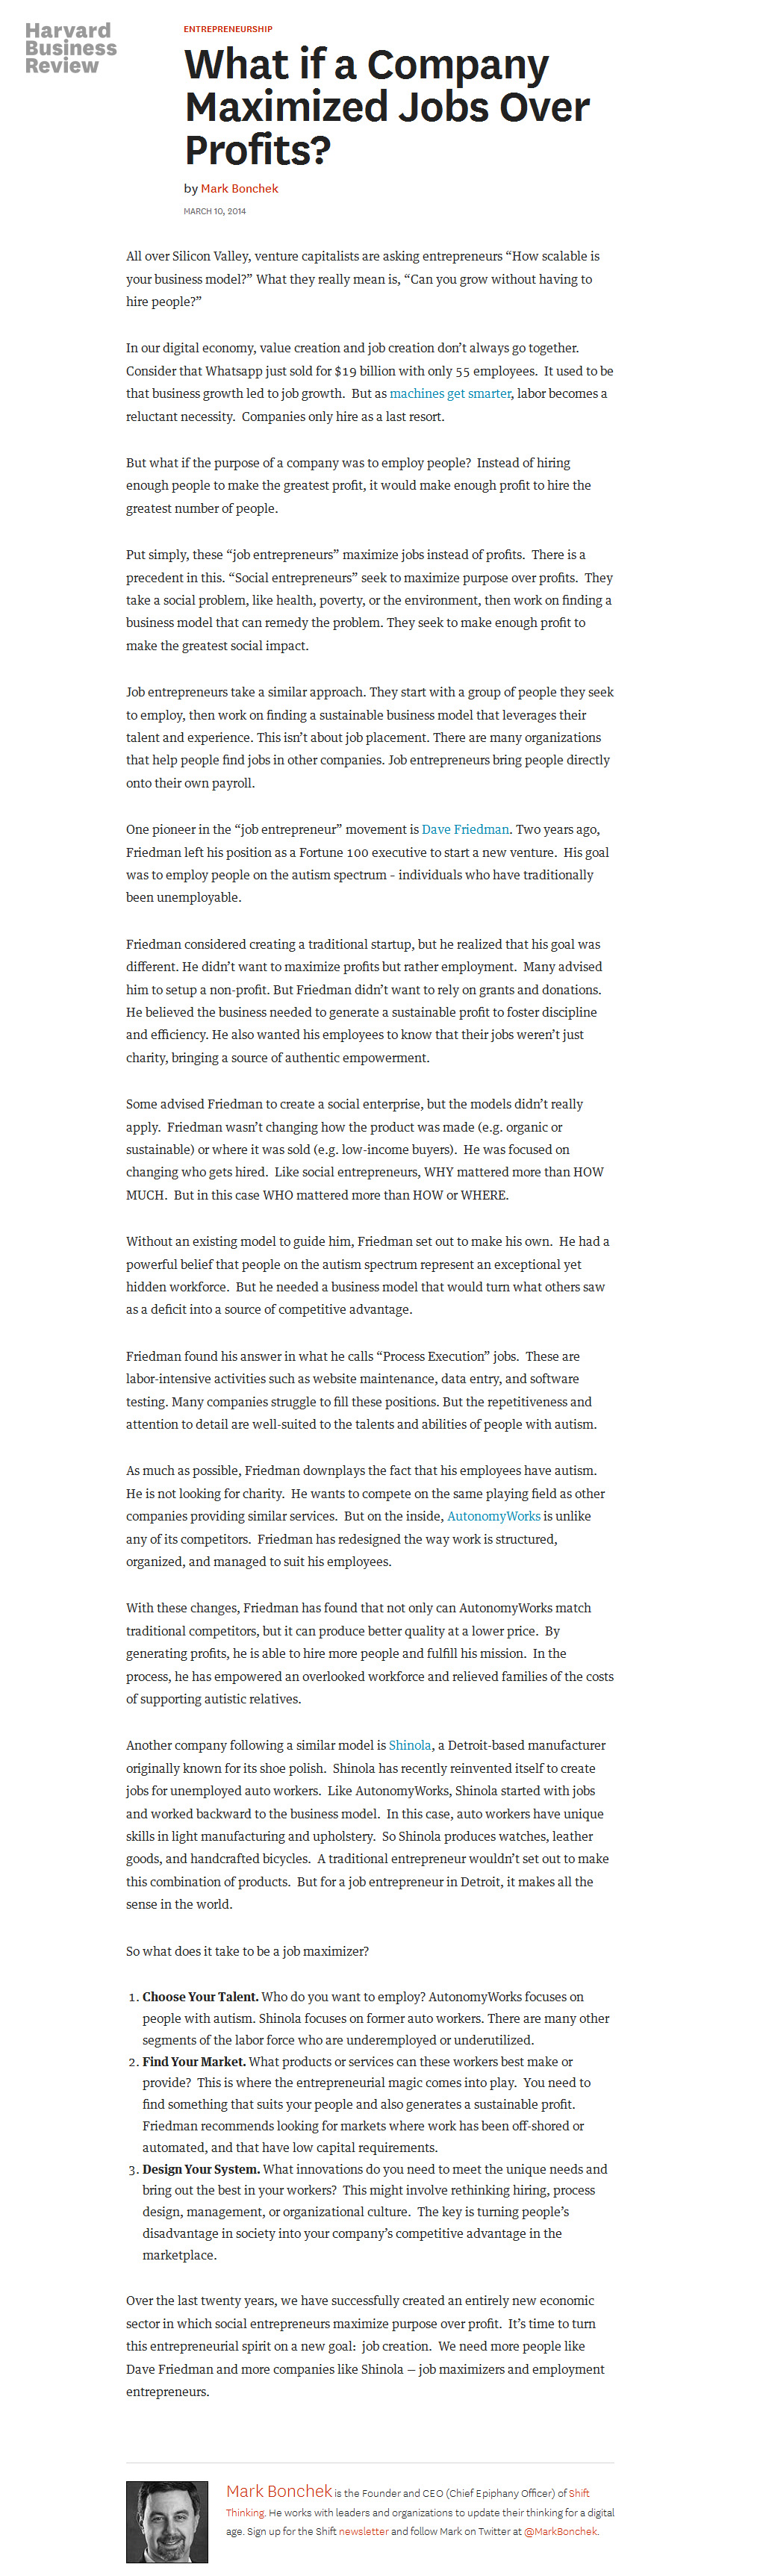 Harvard
Business
Review
ENTREPRENEURSHIP
What if a Company
Maximized Jobs Over
Profits?
by Mark Bonchek
MARCH 10, 2014
All over Silicon Valley, venture capitalists are asking entrepreneurs “How scalable is
your business model?” What they really mean is, “Can you grow without having to
hire people?”
In our digital economy, value creation and job creation don’t always go together.
Consider that Whatsapp just sold for $19 billion with only 55 employees.  It used to be
that business growth led to job growth.  But as machines get smarter, labor becomes a
reluctant necessity.  Companies only hire as a last resort.
But what if the purpose of a company was to employ people?  Instead of hiring
enough people to make the greatest profit, it would make enough profit to hire the
greatest number of people.
Put simply, these “job entrepreneurs” maximize jobs instead of profits.  There is a
precedent in this. “Social entrepreneurs” seek to maximize purpose over profits.  They
take a social problem, like health, poverty, or the environment, then work on finding a
business model that can remedy the problem. They seek to make enough profit to
make the greatest social impact.
Job entrepreneurs take a similar approach. They start with a group of people they seek
to employ, then work on finding a sustainable business model that leverages their
talent and experience. This isn’t about job placement. There are many organizations
that help people find jobs in other companies. Job entrepreneurs bring people directly
onto their own payroll.
One pioneer in the “job entrepreneur” movement is Dave Friedman. Two years ago,
Friedman left his position as a Fortune 100 executive to start a new venture.  His goal
was to employ people on the autism spectrum – individuals who have traditionally
been unemployable.
Friedman considered creating a traditional startup, but he realized that his goal was
different. He didn’t want to maximize profits but rather employment.  Many advised
him to setup a non-profit. But Friedman didn’t want to rely on grants and donations.
He believed the business needed to generate a sustainable profit to foster discipline
and efficiency. He also wanted his employees to know that their jobs weren’t just
charity, bringing a source of authentic empowerment.
Some advised Friedman to create a social enterprise, but the models didn’t really
apply.  Friedman wasn’t changing how the product was made (e.g. organic or
sustainable) or where it was sold (e.g. low-income buyers).  He was focused on
changing who gets hired.  Like social entrepreneurs, WHY mattered more than HOW
MUCH.  But in this case WHO mattered more than HOW or WHERE.
Without an existing model to guide him, Friedman set out to make his own.  He had a
powerful belief that people on the autism spectrum represent an exceptional yet
hidden workforce.  But he needed a business model that would turn what others saw
as a deficit into a source of competitive advantage.
Friedman found his answer in what he calls “Process Execution” jobs.  These are
labor-intensive activities such as website maintenance, data entry, and software
testing. Many companies struggle to fill these positions. But the repetitiveness and
attention to detail are well-suited to the talents and abilities of people with autism.
As much as possible, Friedman downplays the fact that his employees have autism.
He is not looking for charity.  He wants to compete on the same playing field as other
companies providing similar services.  But on the inside, AutonomyWorks is unlike
any of its competitors.  Friedman has redesigned the way work is structured,
organized, and managed to suit his employees.
With these changes, Friedman has found that not only can AutonomyWorks match
traditional competitors, but it can produce better quality at a lower price.  By
generating profits, he is able to hire more people and fulfill his mission.  In the
process, he has empowered an overlooked workforce and relieved families of the costs
of supporting autistic relatives.
Another company following a similar model is Shinola, a Detroit-based manufacturer
originally known for its shoe polish.  Shinola has recently reinvented itself to create
jobs for unemployed auto workers.  Like AutonomyWorks, Shinola started with jobs
and worked backward to the business model.  In this case, auto workers have unique
skills in light manufacturing and upholstery.  So Shinola produces watches, leather
goods, and handcrafted bicycles.  A traditional entrepreneur wouldn’t set out to make
this combination of products.  But for a job entrepreneur in Detroit, it makes all the
sense in the world.
So what does it take to be a job maximizer?
1. Choose Your Talent. Who do you want to employ? AutonomyWorks focuses on
people with autism. Shinola focuses on former auto workers. There are many other
segments of the labor force who are underemployed or underutilized.
2. Find Your Market. What products or services can these workers best make or
provide?  This is where the entrepreneurial magic comes into play.  You need to
find something that suits your people and also generates a sustainable profit.
Friedman recommends looking for markets where work has been off-shored or
automated, and that have low capital requirements.
3. Design Your System. What innovations do you need to meet the unique needs and
bring out the best in your workers?  This might involve rethinking hiring, process
design, management, or organizational culture.  The key is turning people’s
disadvantage in society into your company’s competitive advantage in the
marketplace.
Over the last twenty years, we have successfully created an entirely new economic
sector in which social entrepreneurs maximize purpose over profit.  It’s time to turn
this entrepreneurial spirit on a new goal:  job creation.  We need more people like
Dave Friedman and more companies like Shinola — job maximizers and employment
entrepreneurs.
Mark Bonchek is the Founder and CEO (Chief Epiphany Officer) of Shift
Thinking. He works with leaders and organizations to update their thinking for a digital
age. Sign up for the Shift newsletter and follow Mark on Twitter at @MarkBonchek.